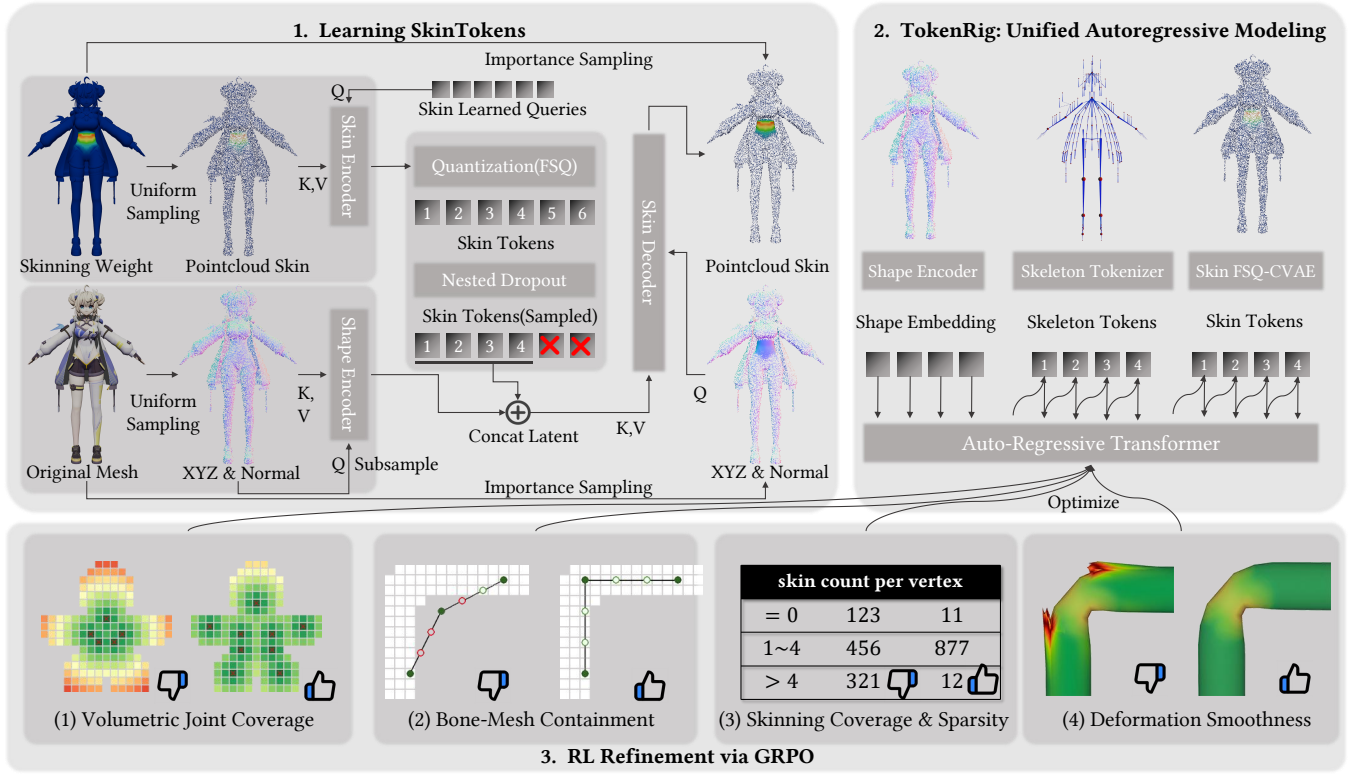 1. Learning SkinTokens
Importance Sampling
Q
Skin Learned Queries
Skin Encoder
Quantization(FSQ)
Uniform
Sampling
K,V
1 2 3 4 5 6
Skin Tokens
Skin Decoder
Skinning Weight
Pointcloud Skin
Nested Dropout
Pointcloud Skin
Skin Tokens(Sampled)
1 2 3 4
Shape Encoder
Uniform
Sampling
K,
V
Q
Concat Latent
K,V
Original Mesh
XYZ & Normal
Q Subsample
XYZ & Normal
Importance Sampling
2. TokenRig: Unified Autoregressive Modeling
Shape Encoder
Skeleton Tokenizer
Skin FSQ-CVAE
Shape Embedding
Skeleton Tokens
Skin Tokens
1 2 3 4
1 2 3 4
Auto-Regressive Transformer
Optimize
skin count per vertex
= 0 123 11
1~4 456 877
> 4 321 12
(1) Volumetric Joint Coverage
(2) Bone-Mesh Containment
(3) Skinning Coverage & Sparsity
(4) Deformation Smoothness
3. RL Refinement via GRPO